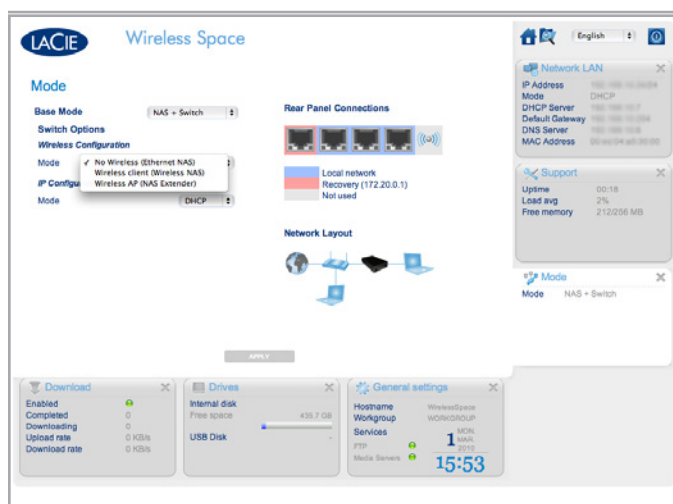 LACIE
Wireless Space
English
Mode
Base Mode
NAS + Switch
Switch Options
Wireless Configuration
Mode
✓ No Wireless (Ethernet NAS)
Wireless client (Wireless NAS)
Wireless AP (NAS Extender)
IP Configu
Mode
DHCP
Rear Panel Connections
Local network
Recovery (172.20.0.1)
Not used
Network Layout
APPLY
Network LAN
IP Address
Mode DHCP
DHCP Server
Default Gateway
DNS Server
MAC Address
Support
Uptime 00:18
Load avg 2%
Free memory 212/256 MB
Mode
Mode NAS + Switch
Download
Enabled
Completed 0
Downloading 0
Upload rate 0 KB/s
Download rate 0 KB/s
Drives
Internal disk
Free space 435.7 GB
USB Disk -
General settings
Hostname WirelessSpace
Workgroup WORKGROUP
Services
FTP
Media Servers
1 MON.
MAR.
2010
15:53